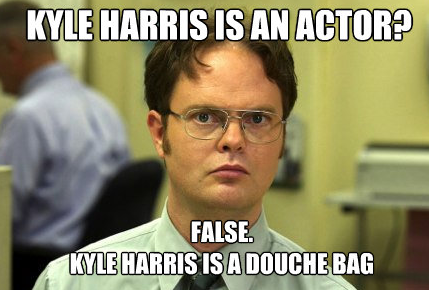 KYLE HARRIS IS AN ACTOR?
FALSE.
KYLE HARRIS IS A DOUCHE BAG